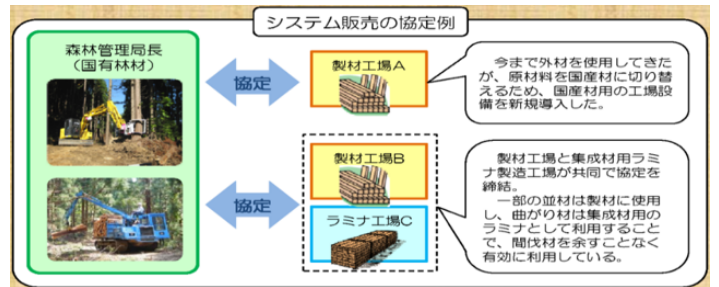 システム販売の協定例
森林管理局長
(国有林材)
協定
製材工場A
今まで外材を使用してきた
が、原材料を国産材に切り替
えるため、国産材用の工場設
備を新規導入した。
協定
製材工場B
ラミナ工場C
製材工場と集成材用ラミ
ナ製造工場が共同で協定を
締結。
一部の並材は製材に使用
し、曲がり材は集成材用の
ラミナとして利用すること
で、間伐材を余すことなく
有効に利用している。